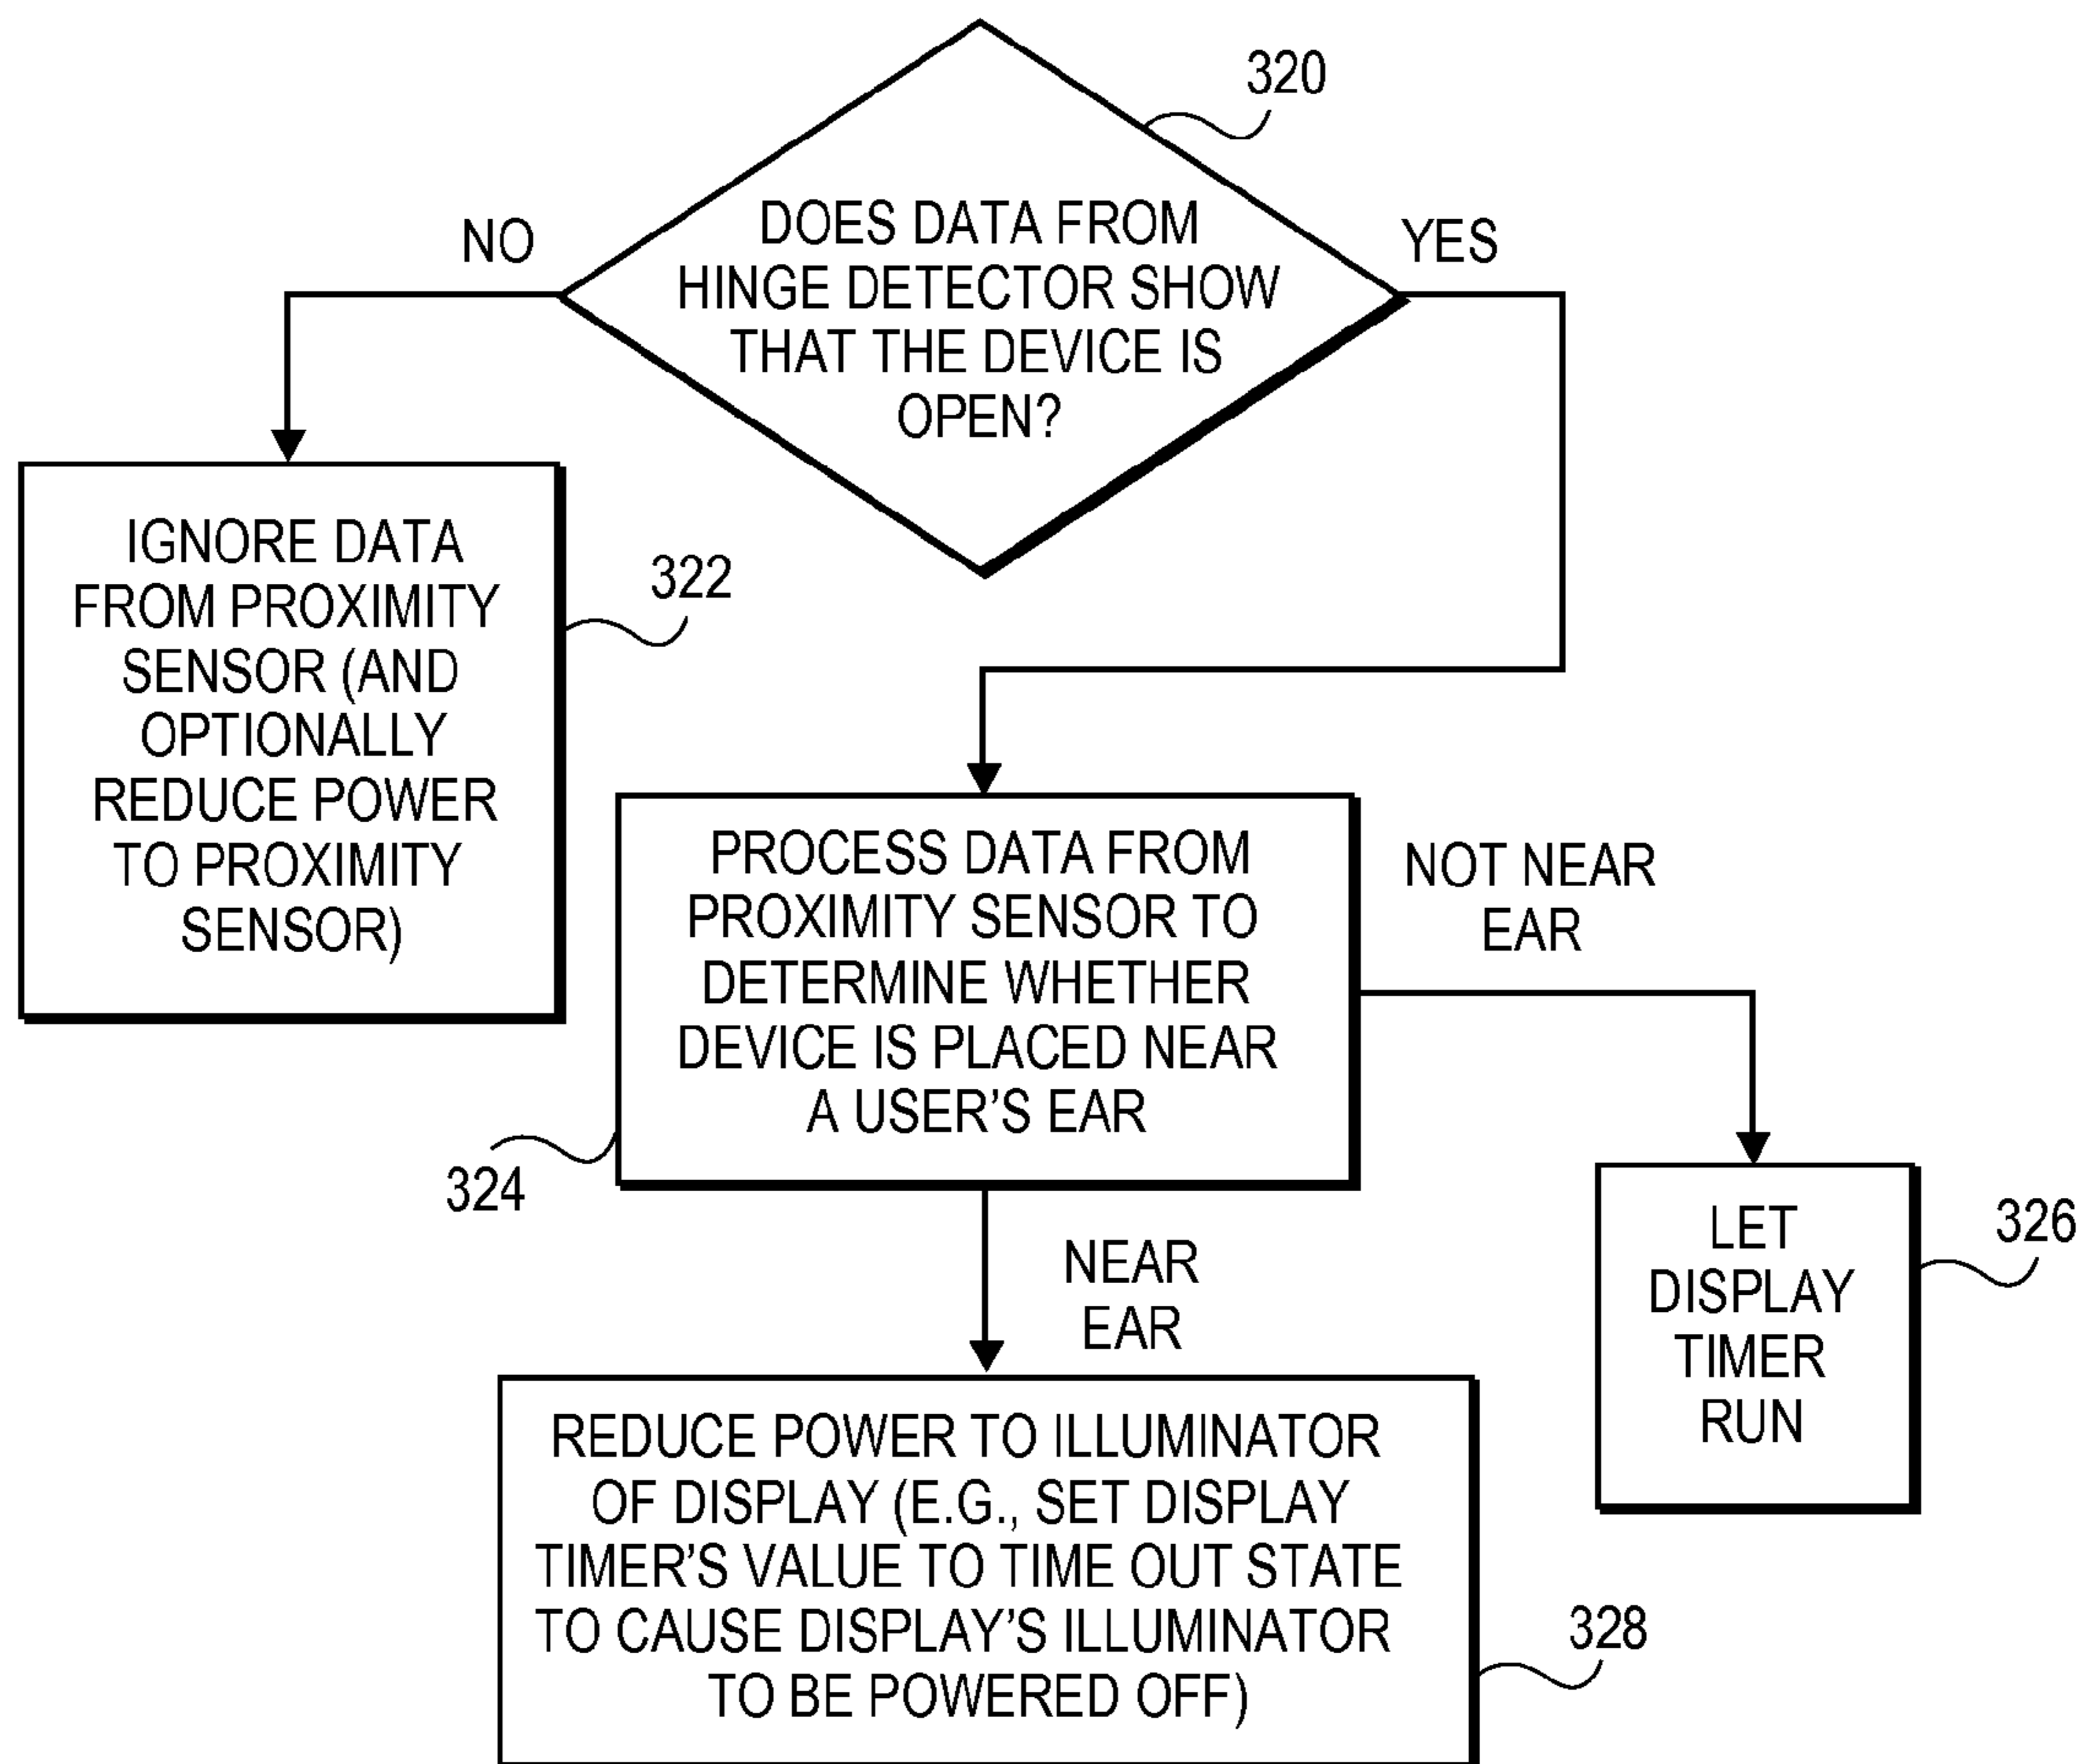 320
DOES DATA FROM
HINGE DETECTOR SHOW
THAT THE DEVICE IS
OPEN?
NO
YES
IGNORE DATA
FROM PROXIMITY
SENSOR (AND
OPTIONALLY
REDUCE POWER
TO PROXIMITY
SENSOR)
322
PROCESS DATA FROM
PROXIMITY SENSOR TO
DETERMINE WHETHER
DEVICE IS PLACED NEAR
A USER'S EAR
324
NOT NEAR
EAR
LET
DISPLAY
TIMER
RUN
326
NEAR
EAR
REDUCE POWER TO ILLUMINATOR
OF DISPLAY (E.G., SET DISPLAY
TIMER'S VALUE TO TIME OUT STATE
TO CAUSE DISPLAY'S ILLUMINATOR
TO BE POWERED OFF)
328